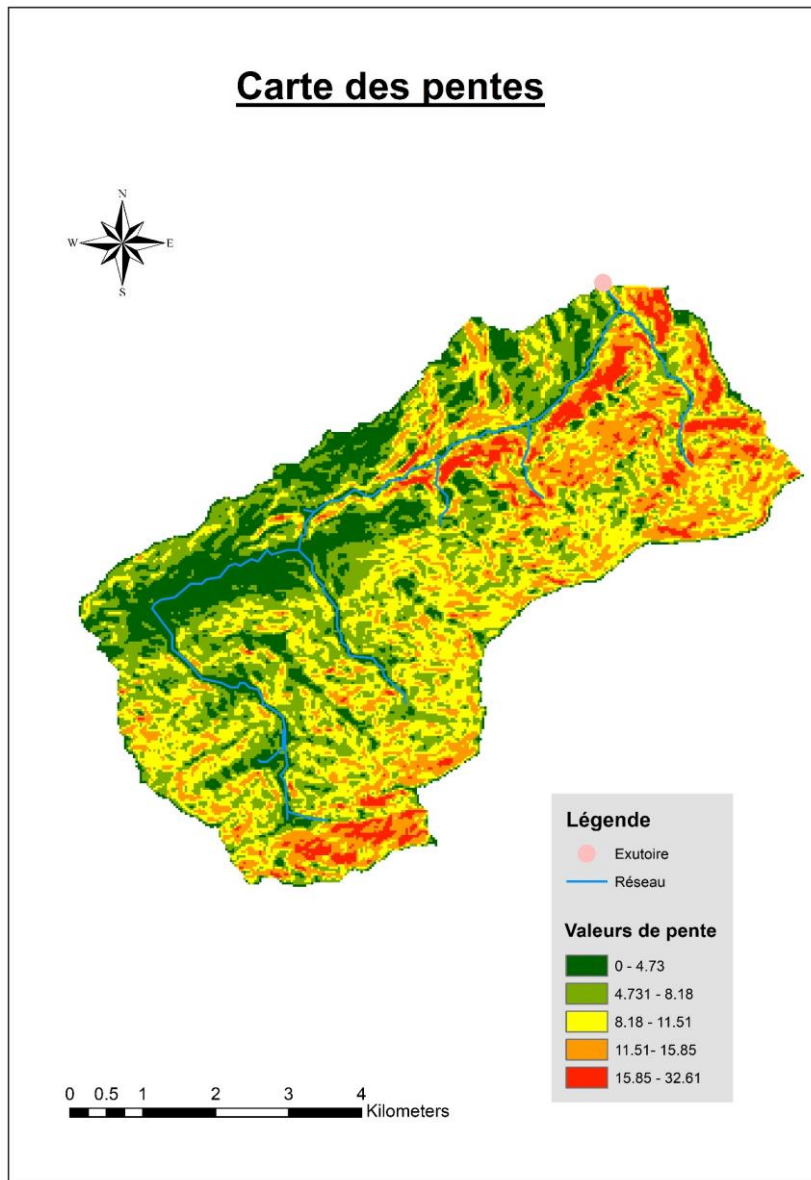 Carte des pentes
N
W E
S
Légende
Exutoire
Réseau
Valeurs de pente
0 - 4.73
4.731 - 8.18
8.18 - 11.51
11.51- 15.85
15.85 - 32.61
0 0.5 1 2 3 4
Kilometers